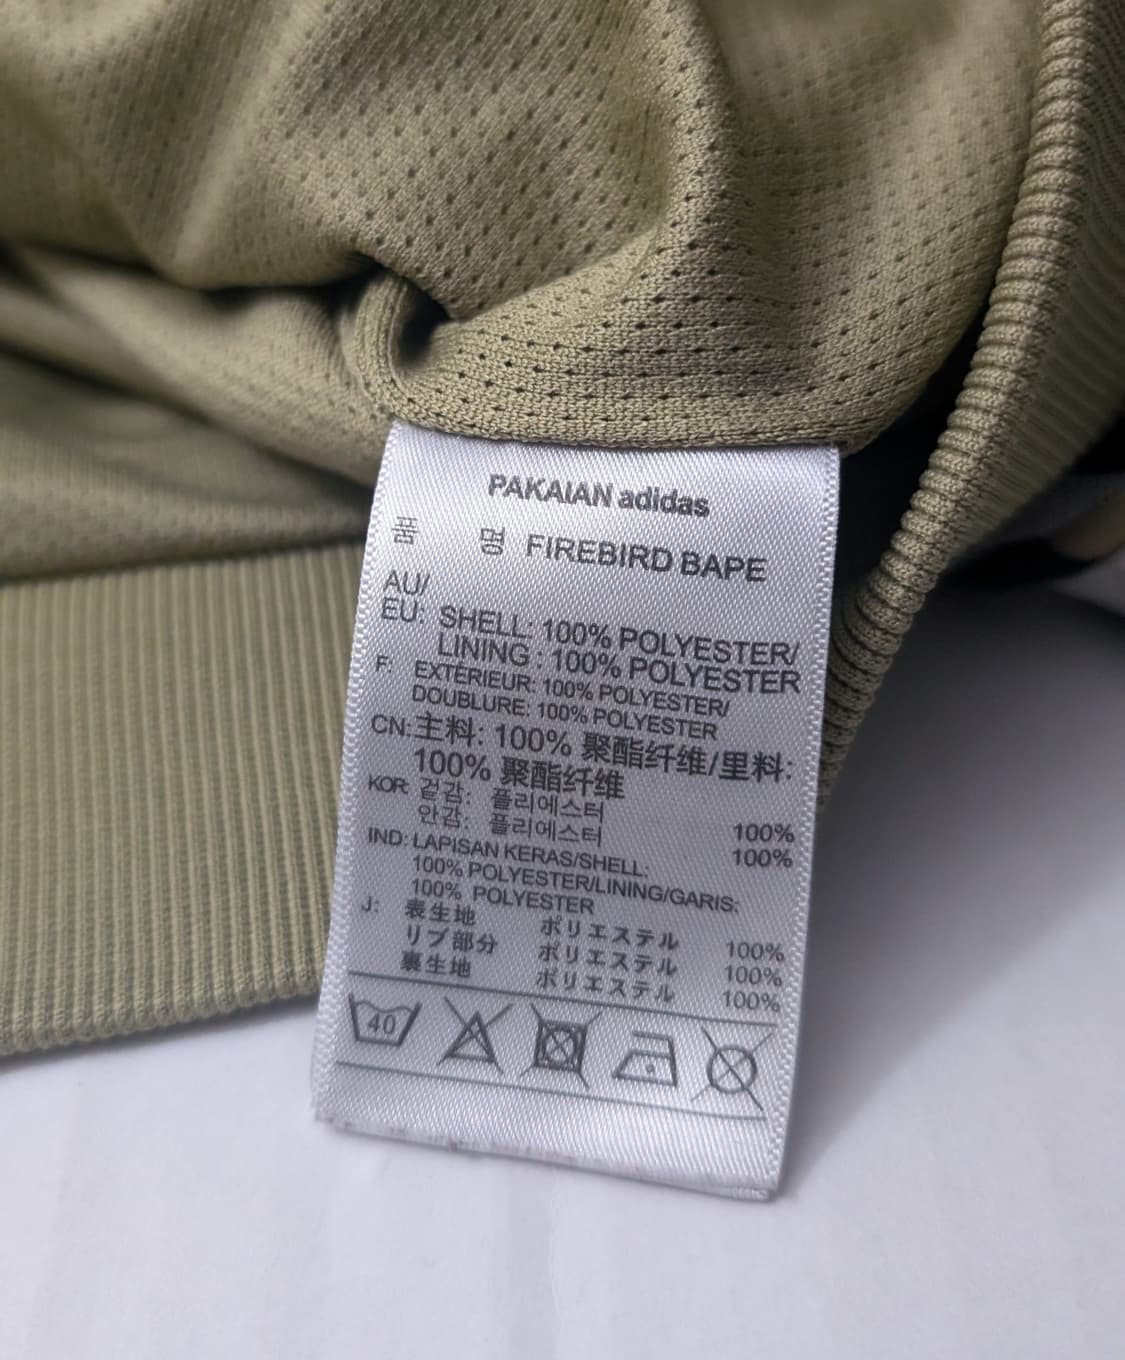 PAKAIAN adidas
품 명 FIREBIRD BAPE
AU/
EU: SHELL: 100% POLYESTER/
LINING : 100% POLYESTER
F: EXTERIEUR: 100% POLYESTER/
DOUBLURE: 100% POLYESTER
CN: 主料: 100% 聚酯纤维/里料:
100% 聚酯纤维
KOR: 겉감: 플리에스터 100%
안감: 플리에스터 100%
IND: LAPISAN KERAS/SHELL:
100% POLYESTER/LINING/GARIS:
100% POLYESTER
J: 表生地 ポリエステル 100%
リブ部分 ポリエステル 100%
裏生地 ポリエステル 100%
40